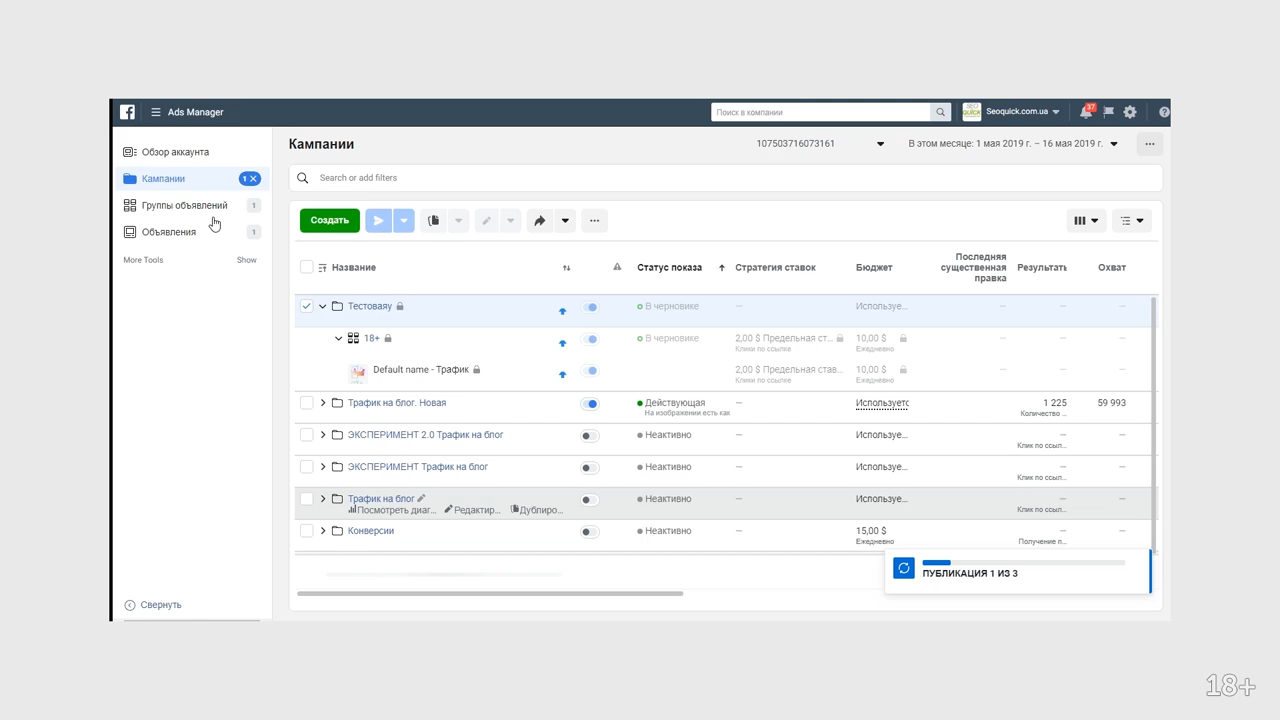 Ads Manager
Поиск в компании
Seoquick.com.ua
37
Обзор аккаунта
Кампании
1
Группы объявлений
1
Объявления
1
More Tools
Show
Свернуть
Кампании
107503716073161
В этом месяце: 1 мая 2019 г. – 16 мая 2019 г.
Search or add filters
Создать
Название
Статус показа
Стратегия ставок
Бюджет
Последняя существенная правка
Результаты
Охват
Тестоваяу
В черновике
—
Используе...
—
—
—
18+
В черновике
2,00 $ Предельная ст...
Клики по ссылке
10,00 $
Ежедневно
—
—
—
Default name - Трафик
2,00 $ Предельная став...
Клики по ссылке
10,00 $
Ежедневно
—
—
—
Трафик на блог. Новая
Действующая
На изображении есть как
—
Используетс
1 225
Количество ...
59 993
ЭКСПЕРИМЕНТ 2.0 Трафик на блог
Неактивно
—
Используе...
—
Клик по ссыл...
—
ЭКСПЕРИМЕНТ Трафик на блог
Неактивно
—
Используе...
—
Клик по ссыл...
—
Трафик на блог
Посмотреть диаг...
Редактир...
Дублиро...
Неактивно
—
Используе...
—
Клик по ссыл...
—
Конверсии
Неактивно
—
15,00 $
Ежедневно
—
Получение п...
—
ПУБЛИКАЦИЯ 1 ИЗ 3
18+